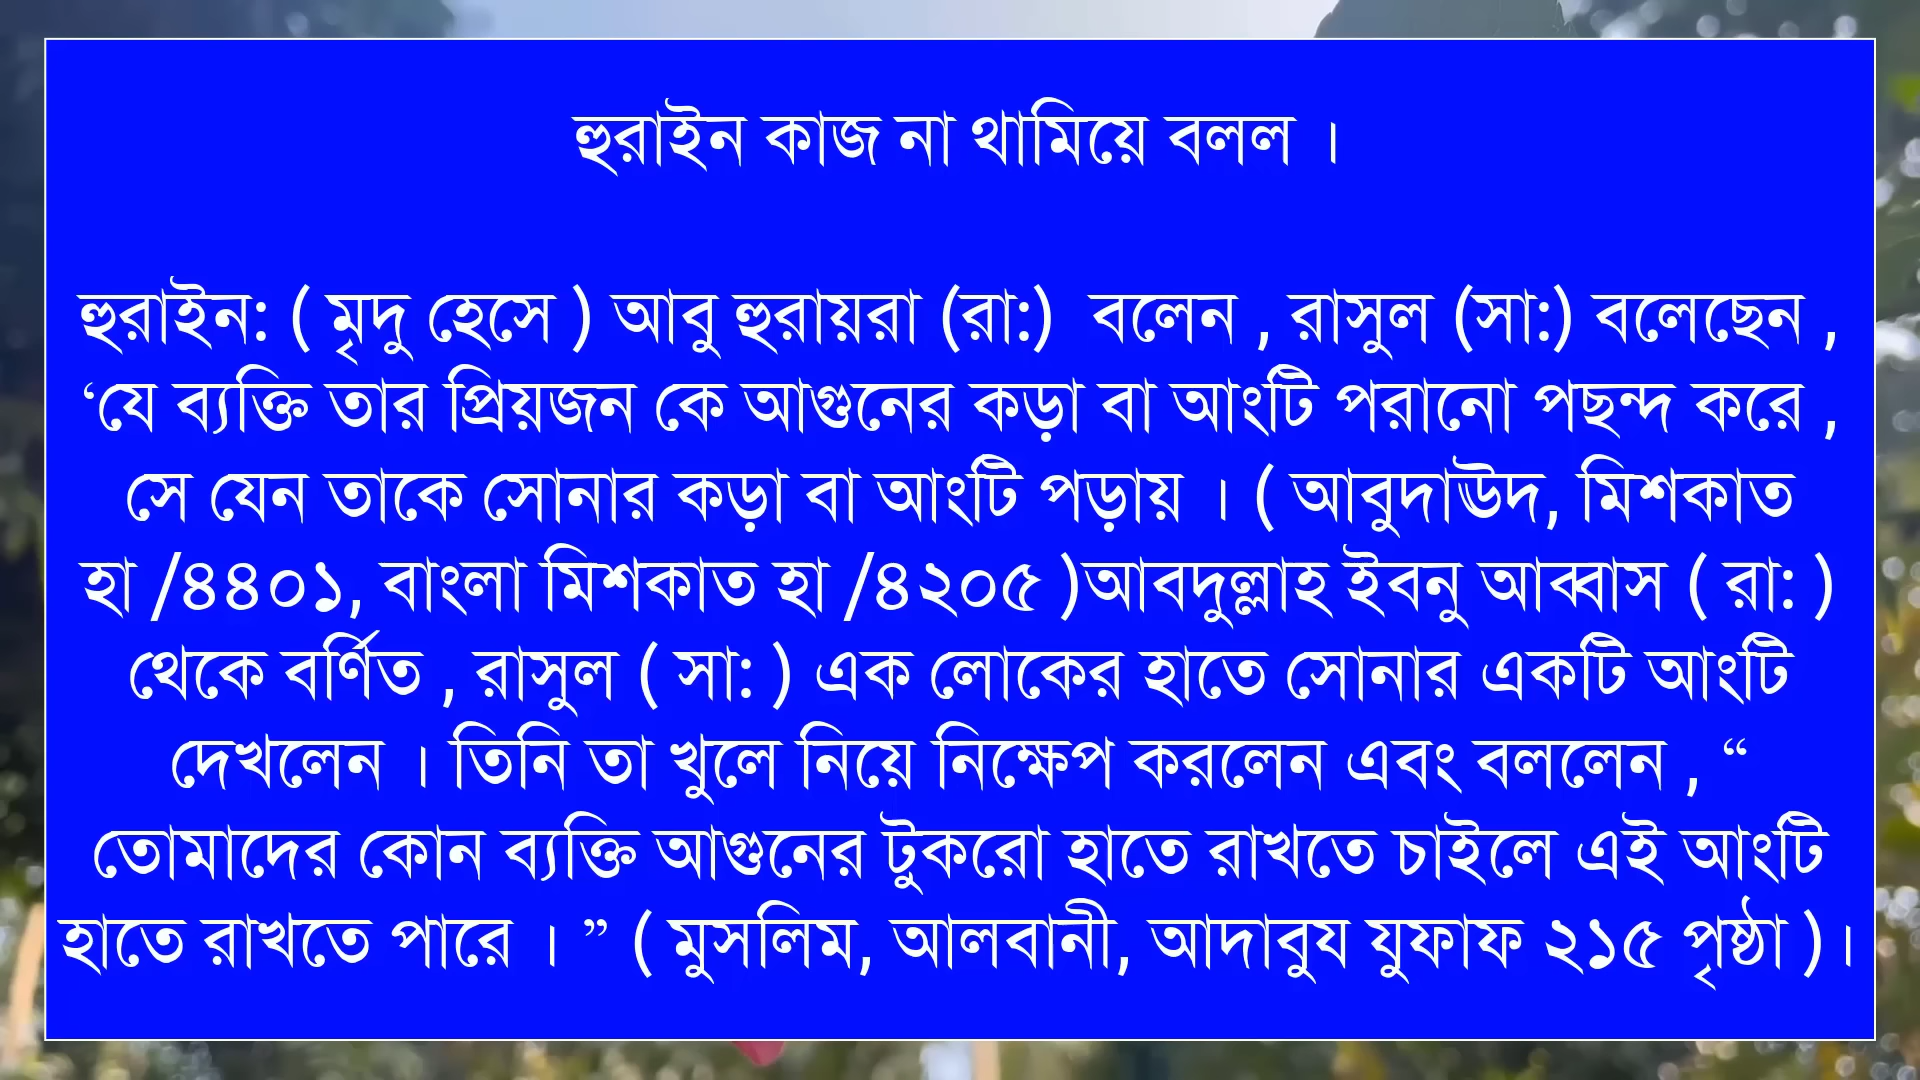 হুরাইন কাজ না থামিয়ে বলল ।
হুরাইন: ( মৃদু হেসে ) আবু হুরায়রা (রা:) বলেন , রাসুল (সা:) বলেছেন ,
‘যে ব্যক্তি তার প্রিয়জন কে আগুনের কড়া বা আংটি পরানো পছন্দ করে ,
সে যেন তাকে সোনার কড়া বা আংটি পড়ায় । ( আবুদাঊদ, মিশকাত
হা /৪৪০১, বাংলা মিশকাত হা /৪২০৫ )আবদুল্লাহ ইবনু আব্বাস ( রা: )
থেকে বর্ণিত , রাসুল ( সা: ) এক লোকের হাতে সোনার একটি আংটি
দেখলেন । তিনি তা খুলে নিয়ে নিক্ষেপ করলেন এবং বললেন , “
তোমাদের কোন ব্যক্তি আগুনের টুকরো হাতে রাখতে চাইলে এই আংটি
হাতে রাখতে পারে । ” ( মুসলিম, আলবানী, আদাবুয যুফাফ ২১৫ পৃষ্ঠা )।